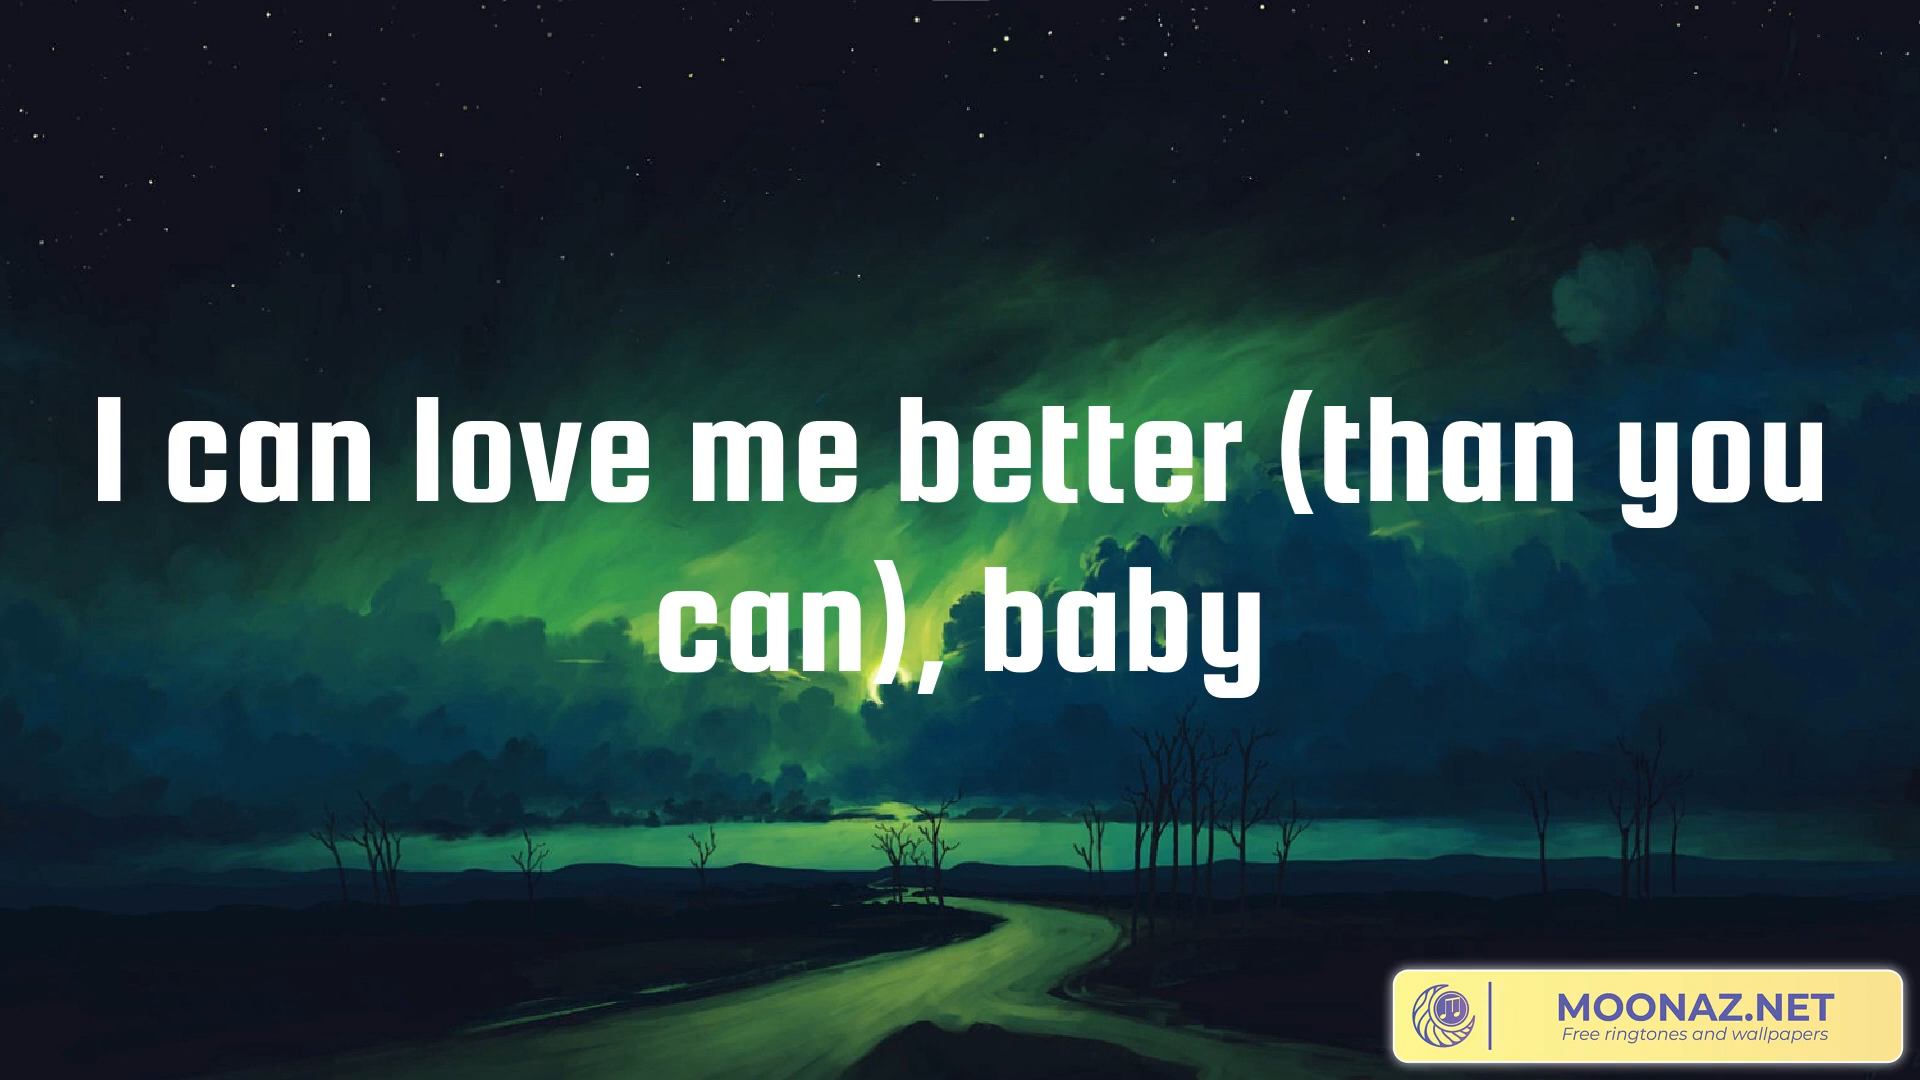 I can love me better (than you
can), baby
MOONAZ.NET
Free ringtones and wallpapers